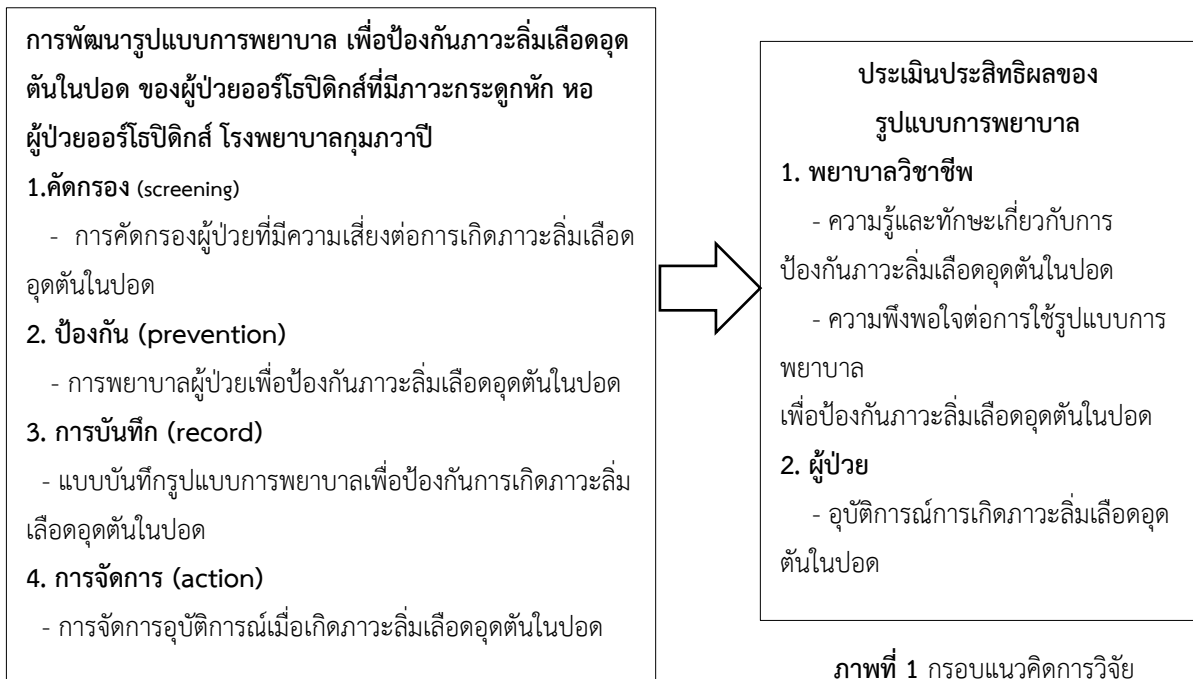 การพัฒนารูปแบบการพยาบาล เพื่อป้องกันภาวะลิ่มเลือดอุด
ตันในปอด ของผู้ป่วยออร์โธปิดิกส์ที่มีภาวะกระดูกหัก หอ
ผู้ป่วยออร์โธปิดิกส์ โรงพยาบาลกุมภวาปี
1.คัดกรอง (screening)
- การคัดกรองผู้ป่วยที่มีความเสี่ยงต่อการเกิดภาวะลิ่มเลือด
อุดตันในปอด
2. ป้องกัน (prevention)
- การพยาบาลผู้ป่วยเพื่อป้องกันภาวะลิ่มเลือดอุดตันในปอด
3. การบันทึก (record)
- แบบบันทึกรูปแบบการพยาบาลเพื่อป้องกันการเกิดภาวะลิ่ม
เลือดอุดตันในปอด
4. การจัดการ (action)
- การจัดการอุบัติการณ์เมื่อเกิดภาวะลิ่มเลือดอุดตันในปอด
ประเมินประสิทธิผลของ
รูปแบบการพยาบาล
1. พยาบาลวิชาชีพ
- ความรู้และทักษะเกี่ยวกับการ
ป้องกันภาวะลิ่มเลือดอุดตันในปอด
- ความพึงพอใจต่อการใช้รูปแบบการ
พยาบาล
เพื่อป้องกันภาวะลิ่มเลือดอุดตันในปอด
2. ผู้ป่วย
- อุบัติการณ์การเกิดภาวะลิ่มเลือดอุด
ตันในปอด
ภาพที่ 1 กรอบแนวคิดการวิจัย